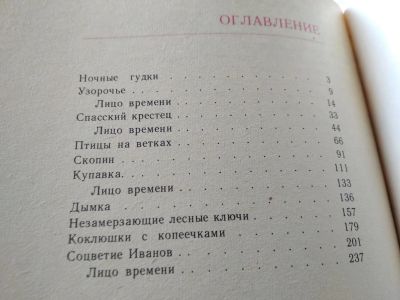 ОГЛАВЛЕНИЕ
Ночные гудки . . . . . . . . . . . 3
Узорочье . . . . . . . . . . . . 9
Лицо времени . . . . . . . . . . 14
Спасский крестец . . . . . . . . . 33
Лицо времени . . . . . . . . . . 44
Птицы на ветках . . . . . . . . . 66
Скопин . . . . . . . . . . . . . 91
Купавка. . . . . . . . . . . . . 111
Лицо времени . . . . . . . . . . 133
Дымка . . . . . . . . . . . . . 136
Незамерзающие лесные ключи . . . . . . 157
Коклюшки с копеечками . . . . . . . 179
Соцветие Иванов . . . . . . . . . 201
Лицо времени . . . . . . . . . . 237